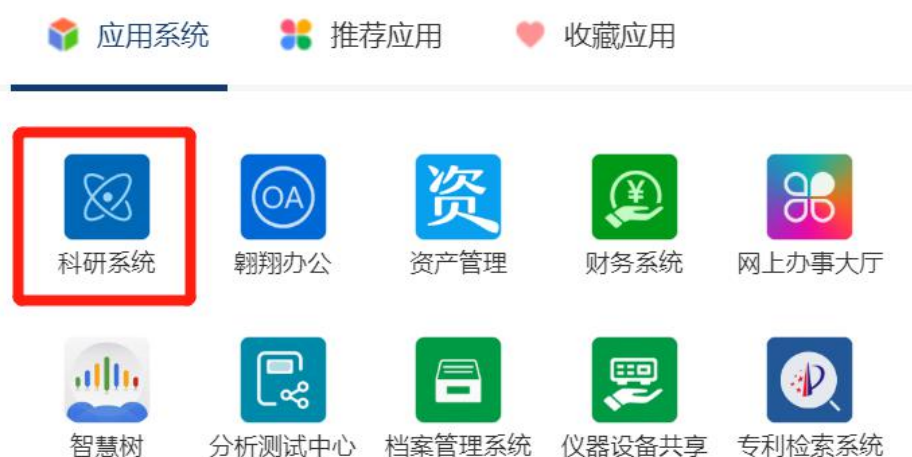 应用系统 推荐应用 收藏应用
OA 资 ¥
科研系统 翱翔办公 资产管理 财务系统 网上办事大厅
智慧树 分析测试中心 档案管理系统 仪器设备共享 专利检索系统